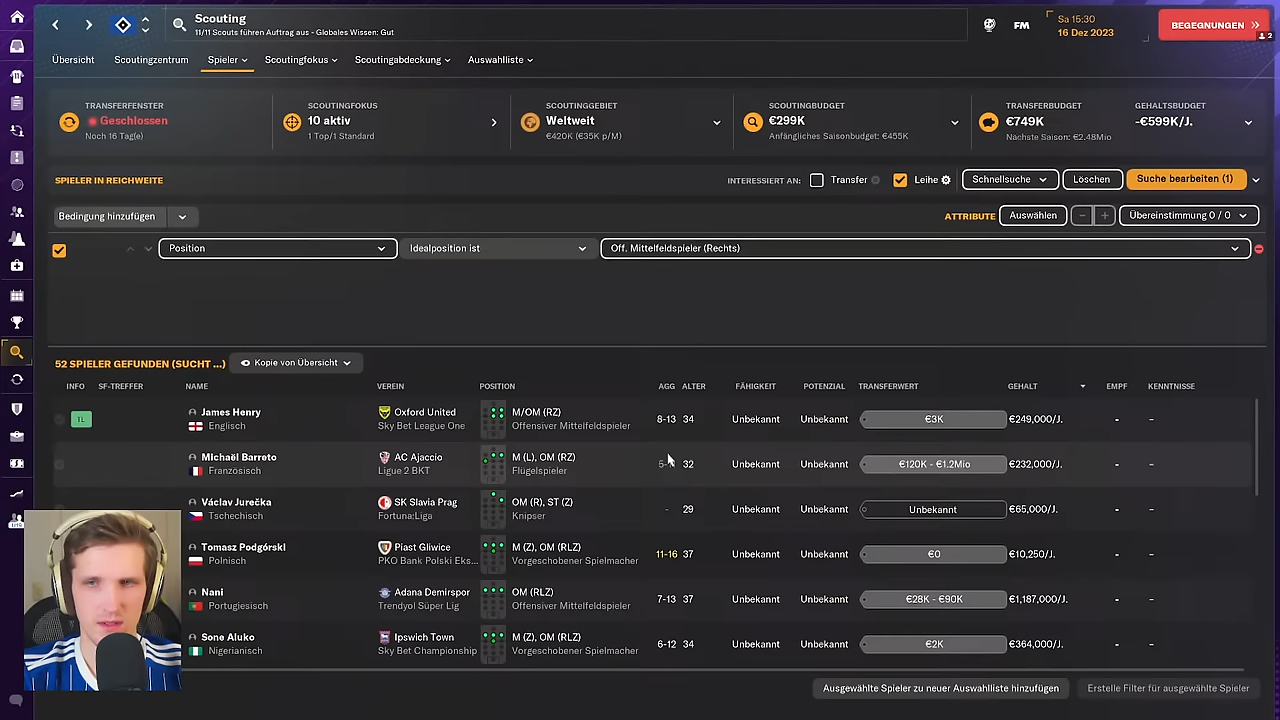 Scouting
11/11 Scouts führen Auftrag aus - Globales Wissen: Gut
FM
Sa 15:30
16 Dez 2023
BEGEGNUNGEN
2
Übersicht
Scoutingzentrum
Spieler
Scoutingfokus
Scoutingabdeckung
Auswahlliste
TRANSFERFENSTER
Geschlossen
Noch 16 Tag(e)
SCOUTINGFOKUS
10 aktiv
1 Top/1 Standard
SCOUTINGGEBIET
Weltweit
€420K (€35K p/M)
SCOUTINGBUDGET
€299K
Anfängliches Saisonbudget: €455K
TRANSFERBUDGET
€749K
Nächste Saison: €2.48Mio
GEHALTSBUDGET
-€599K/J.
SPIELER IN REICHWEITE
INTERESSIERT AN:
Transfer
Leihe
Schnellsuche
Löschen
Suche bearbeiten (1)
Bedingung hinzufügen
ATTRIBUTE
Auswählen
- +
Übereinstimmung 0 / 0
Position
Idealposition ist
Off. Mittelfeldspieler (Rechts)
52 SPIELER GEFUNDEN (SUCHT ...)
Kopie von Übersicht
INFO SF-TREFFER NAME VEREIN POSITION AGG ALTER FÄHIGKEIT POTENZIAL TRANSFERWERT GEHALT EMPF KENNTNISSE
TL James Henry Oxford United M/OM (RZ) 8-13 34 Unbekannt Unbekannt €3K €249,000/J. - -
Englisch Sky Bet League One Offensiver Mittelfeldspieler
Michaël Barreto AC Ajaccio M (L), OM (RZ) 32 Unbekannt Unbekannt €120K - €1.2Mio €232,000/J. - -
Französisch Ligue 2 BKT Flügelspieler
Václav Jurečka SK Slavia Prag OM (R), ST (Z) - 29 Unbekannt Unbekannt Unbekannt €65,000/J. - -
Tschechisch Fortuna:Liga Knipser
Tomasz Podgórski Piast Gliwice M (Z), OM (RLZ) 11-16 37 Unbekannt Unbekannt €0 €10,250/J. - -
Polnisch PKO Bank Polski Eks... Vorgeschobener Spielmacher
Nani Adana Demirspor OM (RLZ) 7-13 37 Unbekannt Unbekannt €28K - €90K €1,187,000/J. - -
Portugiesisch Trendyol Süper Lig Offensiver Mittelfeldspieler
Sone Aluko Ipswich Town M (Z), OM (RLZ) 6-12 34 Unbekannt Unbekannt €2K €364,000/J. - -
Nigerianisch Sky Bet Championship Vorgeschobener Spielmacher
Ausgewählte Spieler zu neuer Auswahlliste hinzufügen
Erstelle Filter für ausgewählte Spieler